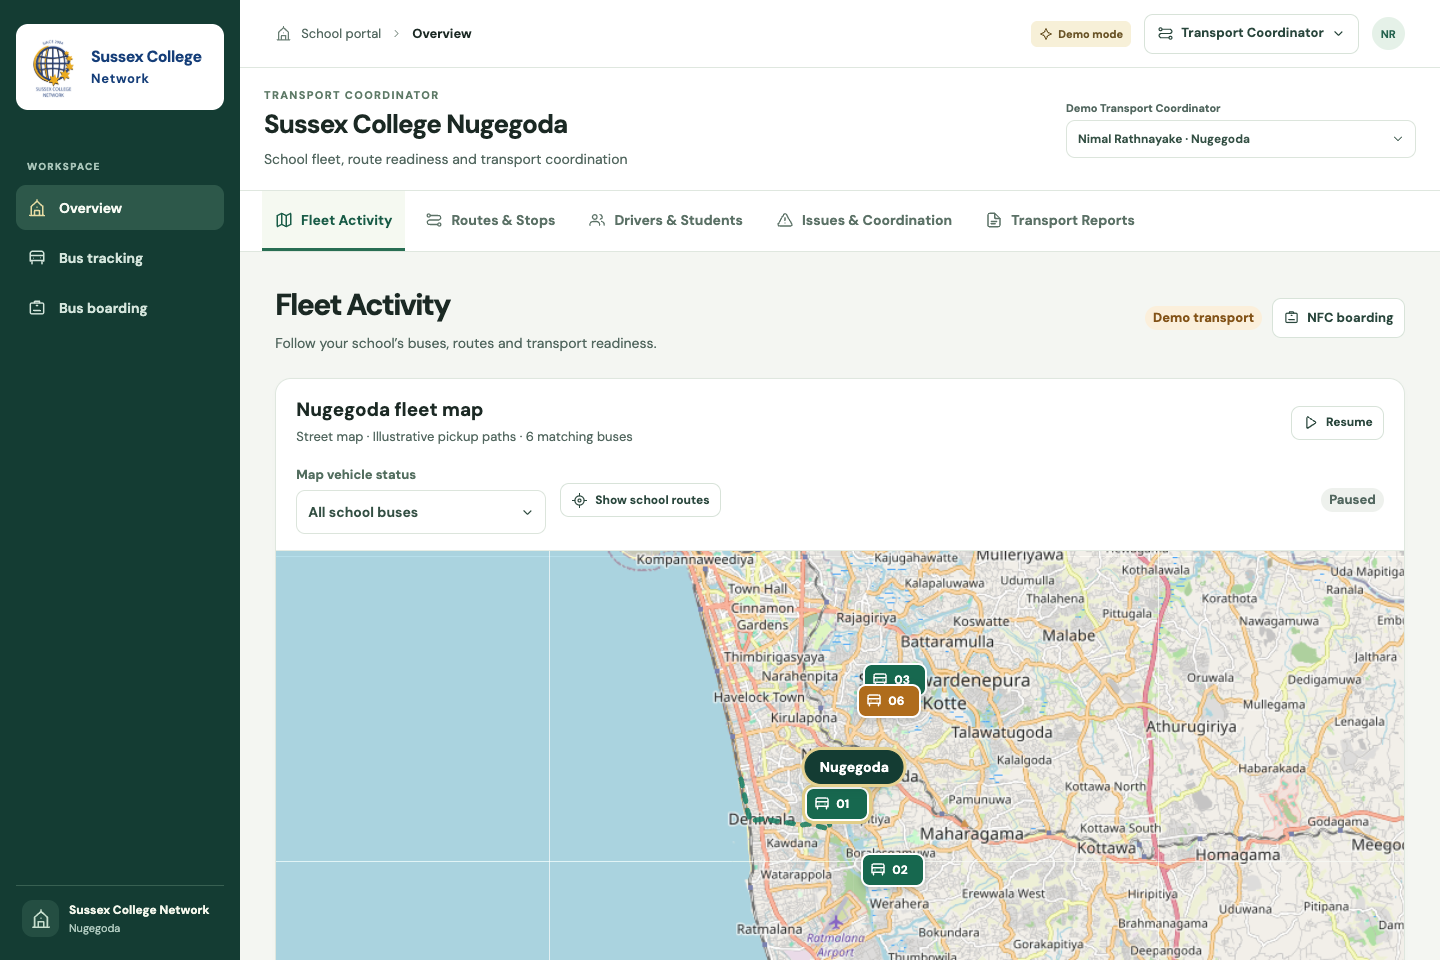 Sussex College
Network
WORKSPACE
Overview
Bus tracking
Bus boarding
Sussex College Network
Nugegoda
School portal
Overview
Demo mode
Transport Coordinator
NR
TRANSPORT COORDINATOR
Sussex College Nugegoda
School fleet, route readiness and transport coordination
Demo Transport Coordinator
Nimal Rathnayake · Nugegoda
Fleet Activity
Routes & Stops
Drivers & Students
Issues & Coordination
Transport Reports
Fleet Activity
Follow your school’s buses, routes and transport readiness.
Demo transport
NFC boarding
Nugegoda fleet map
Street map · Illustrative pickup paths · 6 matching buses
Resume
Map vehicle status
All school buses
Show school routes
Paused
Kompannaweediya
Kajugahawatte
Mulleriyawa
Kothalawala
Uda Mapitiga
Town Hall
Kalapaluwawa
Udumulla
Ranala
Cinnamon
Gardens
Thalahena
Korathota
Rajagiriya
Koswatte
Pittugala
Nawagamuwa
Battaramulla
Malabe
Thimbirigasyaya
Jalthara
Narahenpita
03
wardenepura
Oruwala
Dedigamuwa
Havelock Town
06
Kotte
Mullegama
Kirulapona
Talawatugoda
Athurugiriya
Lenagala
Kalalgoda
Habarakada
Nugegoda
da
Pamunuwa
01
Dehiwala
Maharagama
Kottawa South
Godagama
Kawdana
Kottawa
Homagama
Meego
02
Watarappola
Erewwala West
Hiripitiya
Werahera
Uduwana
Pitipana
Ratmalana
Bokundara
Brahmanagama
Dam
Ratmalana
Airport
Gorakapitiya
Deepangoda
Thumbowila